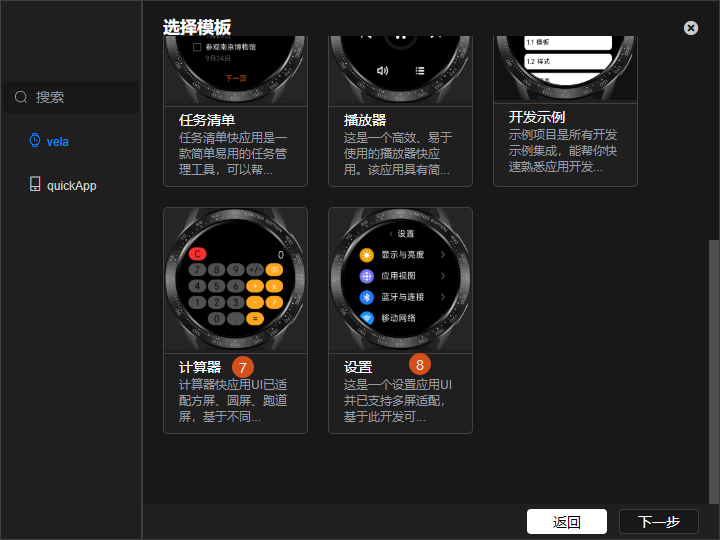 选择模板
搜索
vela
quickApp
参观南京博物馆
9月24日
下一页
任务清单
任务清单快应用是一
款简单易用的任务管
理工具，可以帮...
播放器
这是一个高效、易于
使用的播放器快应
用。该应用具有简...
1.1 模板
1.2 样式
开发示例
示例项目是所有开发
示例集成，能帮你快
速熟悉应用开发...
LIMITED EDITION
C
0
7 8 9 +/-
4 5 6 + x
1 2 3 - /
0 . =
计算器
7
计算器快应用UI已适
配方屏、圆屏、跑道
屏，基于不同...
LIMITED EDITION
设置
显示与亮度
应用视图
蓝牙与连接
移动网络
设置
8
这是一个设置应用UI
并已支持多屏适配，
基于此开发可...
返回
下一步